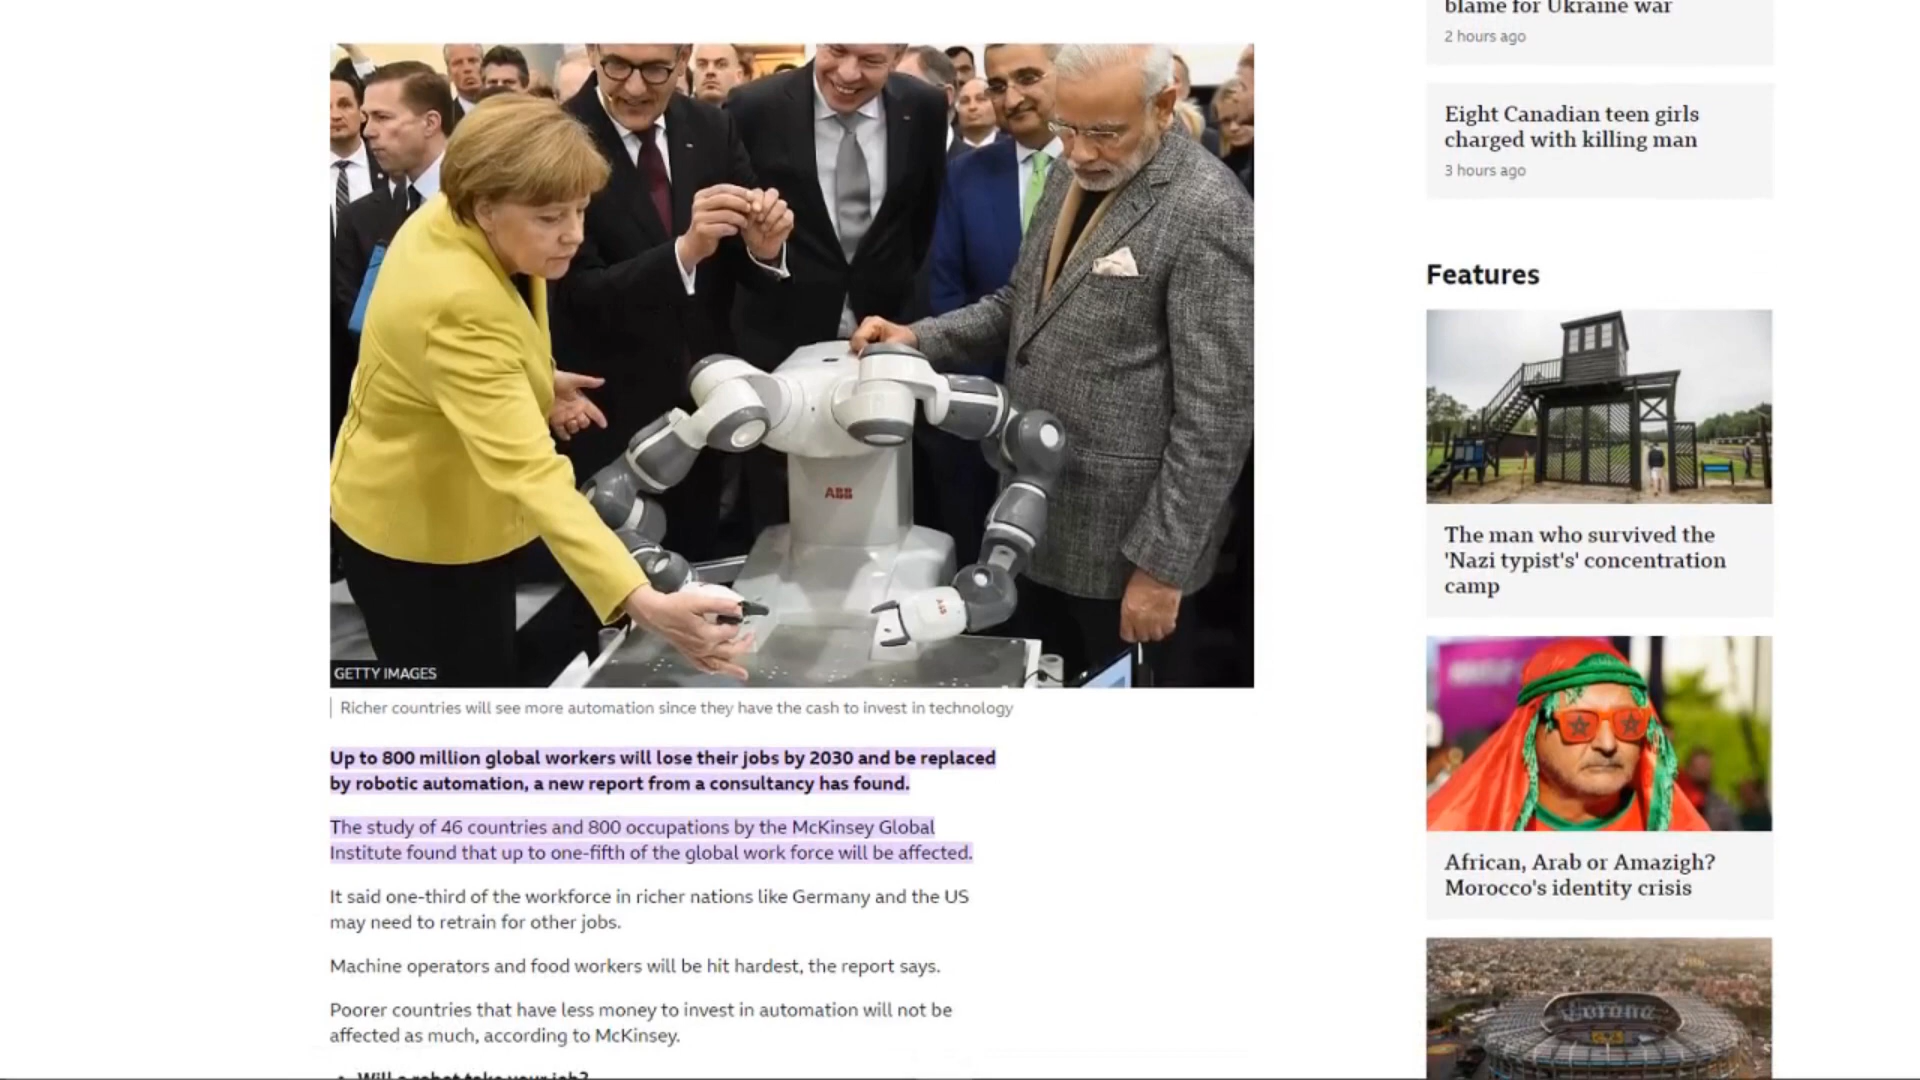 blame for Ukraine war
2 hours ago
Eight Canadian teen girls
charged with killing man
3 hours ago
Features
ABB
ABB
GETTY IMAGES
Richer countries will see more automation since they have the cash to invest in technology
Up to 800 million global workers will lose their jobs by 2030 and be replaced
by robotic automation, a new report from a consultancy has found.
The study of 46 countries and 800 occupations by the McKinsey Global
Institute found that up to one-fifth of the global work force will be affected.
It said one-third of the workforce in richer nations like Germany and the US
may need to retrain for other jobs.
Machine operators and food workers will be hit hardest, the report says.
Poorer countries that have less money to invest in automation will not be
affected as much, according to McKinsey.
Will a robot take your job?
The man who survived the
'Nazi typist's' concentration
camp
African, Arab or Amazigh?
Morocco's identity crisis
Corona